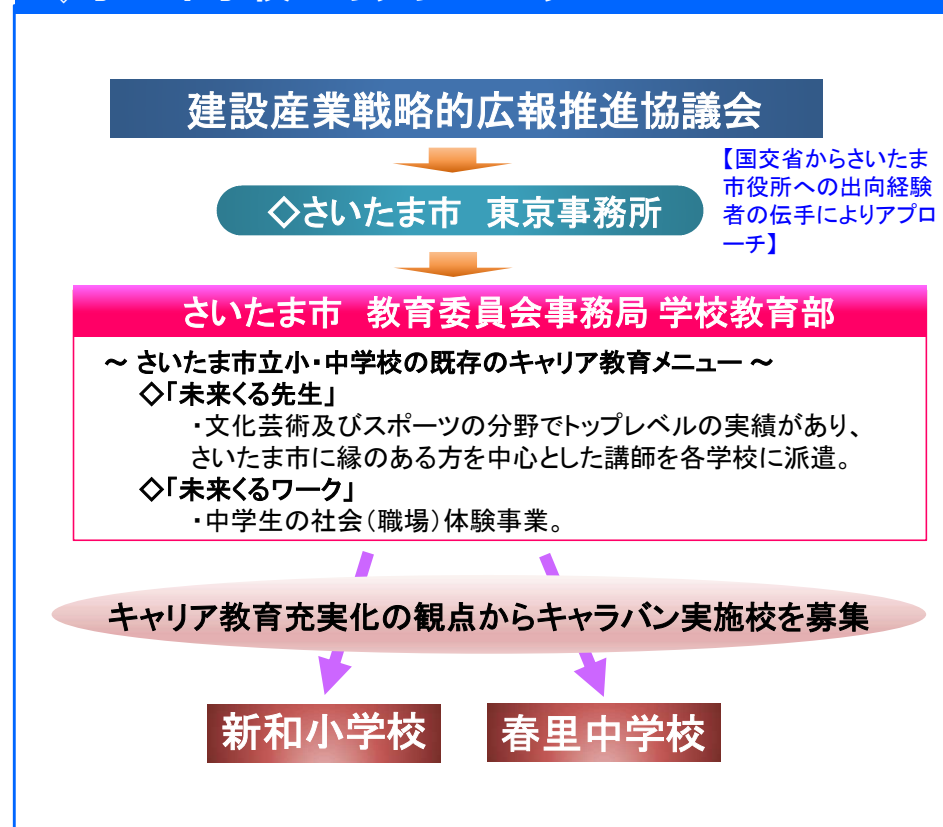 建設産業戦略的広報推進協議会
【国交省からさいたま
市役所への出向経験
者の伝手によりアプロ
ーチ】
◇さいたま市 東京事務所
さいたま市 教育委員会事務局 学校教育部
～ さいたま市立小・中学校の既存のキャリア教育メニュー ～
◇「未来くる先生」
・文化芸術及びスポーツの分野でトップレベルの実績があり、
さいたま市に縁のある方を中心とした講師を各学校に派遣。
◇「未来くるワーク」
・中学生の社会（職場）体験事業。
キャリア教育充実化の観点からキャラバン実施校を募集
新和小学校
春里中学校